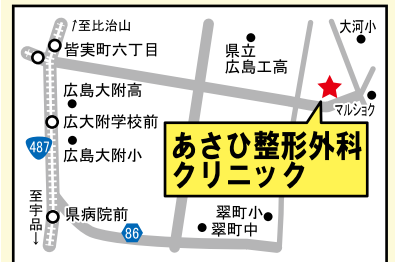 ↑至比治山
皆実町六丁目
大河小
県立
広島工高
広島大附高
マルショク
広大附学校前
あさひ整形外科
クリニック
487
広島大附小
至宇品→
県病院前
翠町小
翠町中
86